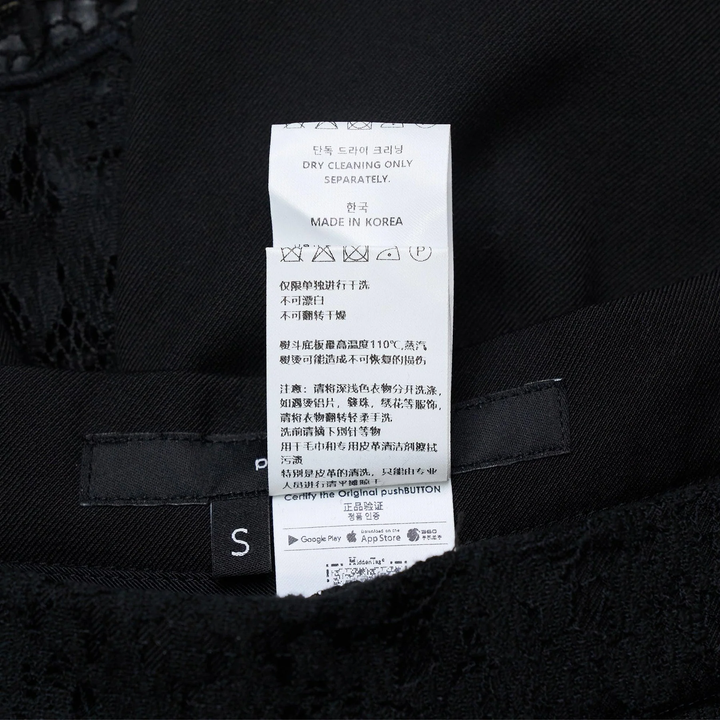 단독 드라이 크리닝
DRY CLEANING ONLY
SEPARATELY.
한국
MADE IN KOREA
P
仅限单独进行干洗
不可漂白
不可翻转干燥
熨斗底板最高温度110℃,蒸汽
熨烫可能造成不可恢复的损伤
注意：请将深浅色衣物分开洗涤,
如遇烫铝片，缝珠，绣花等服饰,
请将衣物翻转轻柔手洗
洗前请摘下别针等物
用干毛巾和专用皮革清洁剂擦拭
污渍
特别是皮革的清洗，只能由专业
人员进行清
p
Certify the Original pushBUTTON
正品验证
정품 인증
Google Play
Download on the
App Store
S
HiddenTag